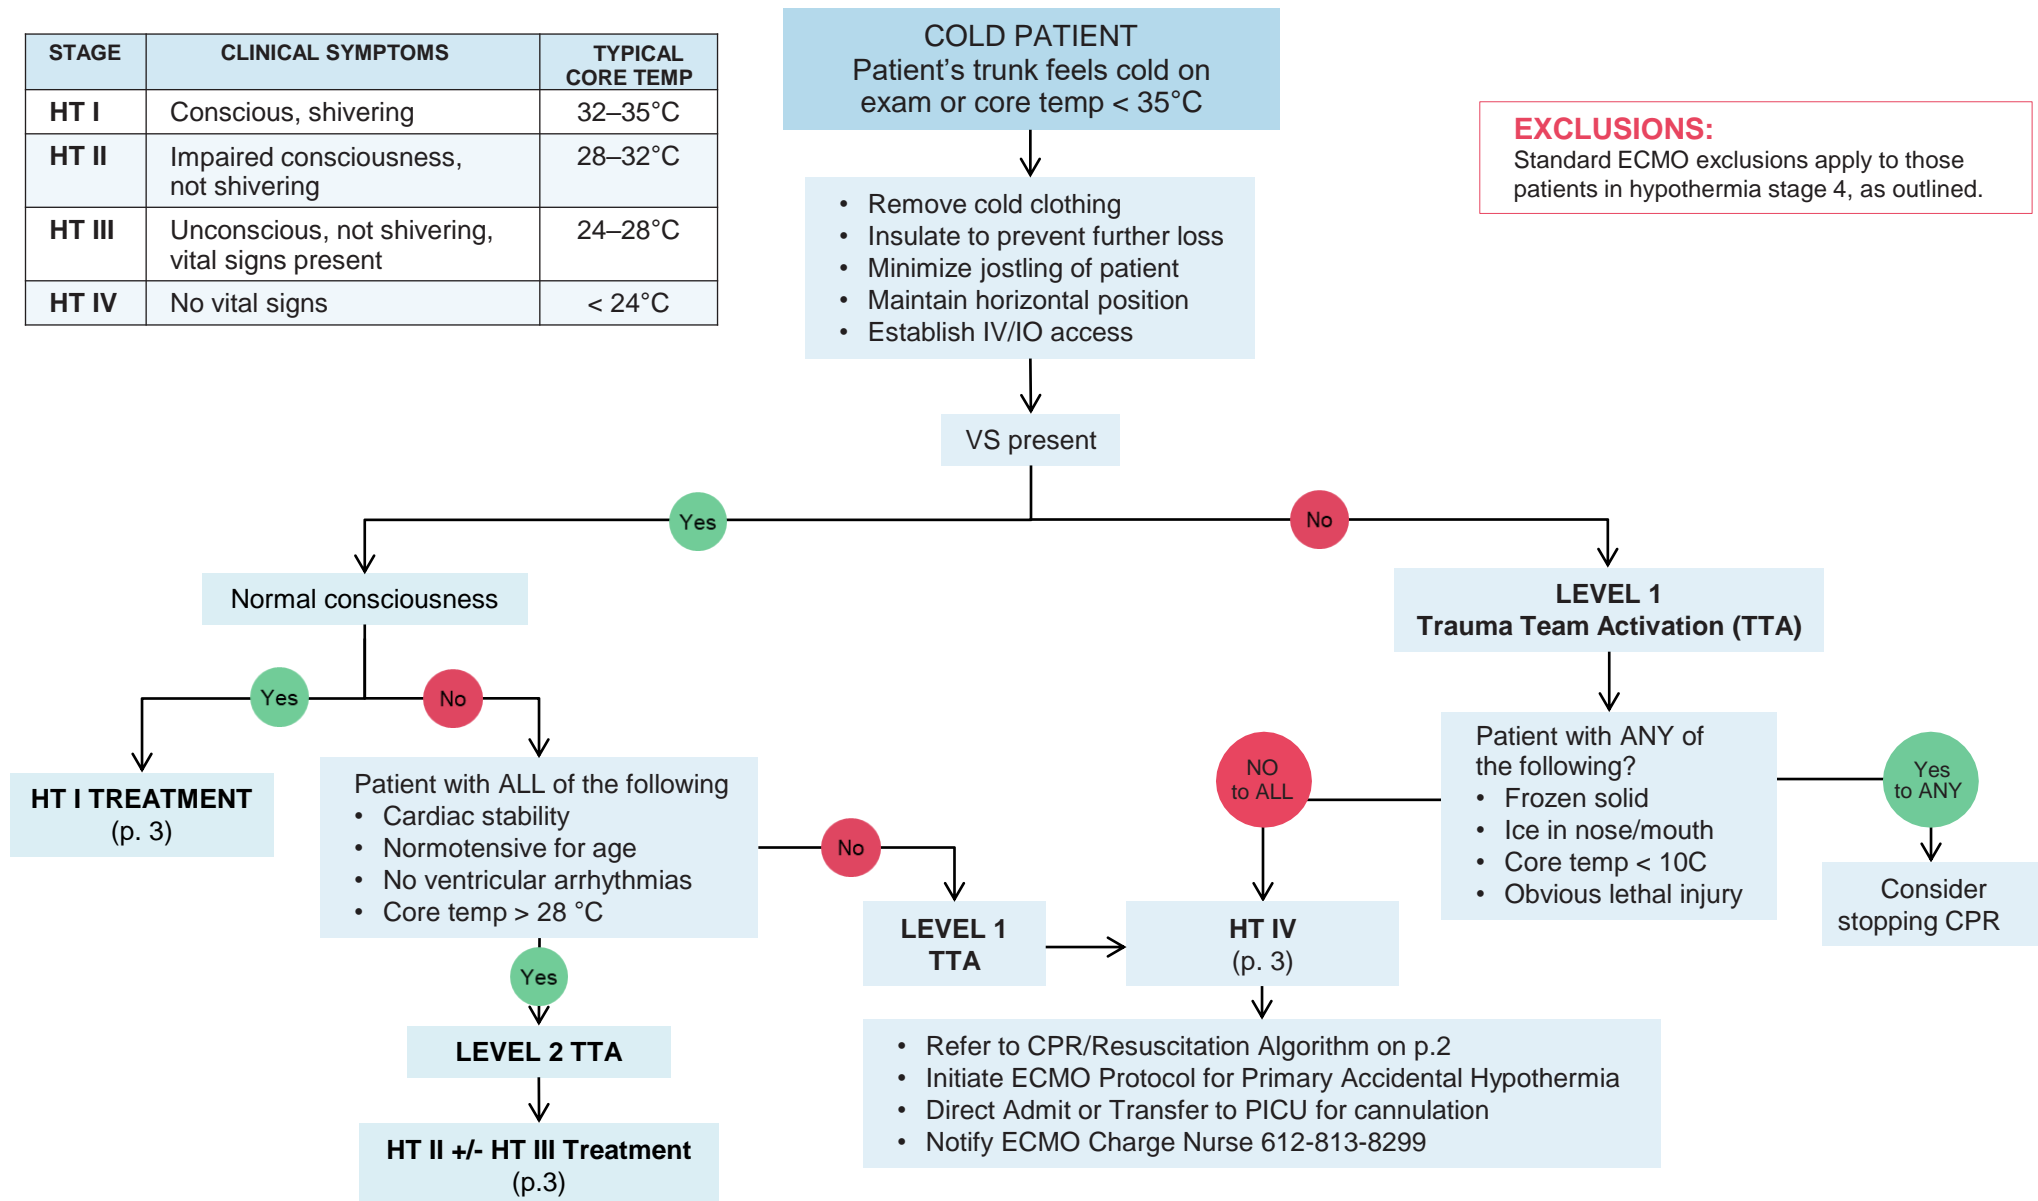 STAGE CLINICAL SYMPTOMS TYPICAL
CORE TEMP
HT I Conscious, shivering 32–35°C
HT II Impaired consciousness, 28–32°C
not shivering
HT III Unconscious, not shivering, 24–28°C
vital signs present
HT IV No vital signs < 24°C
COLD PATIENT
Patient’s trunk feels cold on
exam or core temp < 35°C
EXCLUSIONS:
Standard ECMO exclusions apply to those
patients in hypothermia stage 4, as outlined.
• Remove cold clothing
• Insulate to prevent further loss
• Minimize jostling of patient
• Maintain horizontal position
• Establish IV/IO access
VS present
Yes
No
Normal consciousness
LEVEL 1
Trauma Team Activation (TTA)
Yes
No
HT I TREATMENT
(p. 3)
Patient with ALL of the following
• Cardiac stability
• Normotensive for age
• No ventricular arrhythmias
• Core temp > 28 °C
No
NO
to ALL
Patient with ANY of
the following?
• Frozen solid
• Ice in nose/mouth
• Core temp < 10C
• Obvious lethal injury
Yes
to ANY
Consider
stopping CPR
Yes
LEVEL 1
TTA
HT IV
(p. 3)
LEVEL 2 TTA
HT II +/- HT III Treatment
(p.3)
• Refer to CPR/Resuscitation Algorithm on p.2
• Initiate ECMO Protocol for Primary Accidental Hypothermia
• Direct Admit or Transfer to PICU for cannulation
• Notify ECMO Charge Nurse 612-813-8299